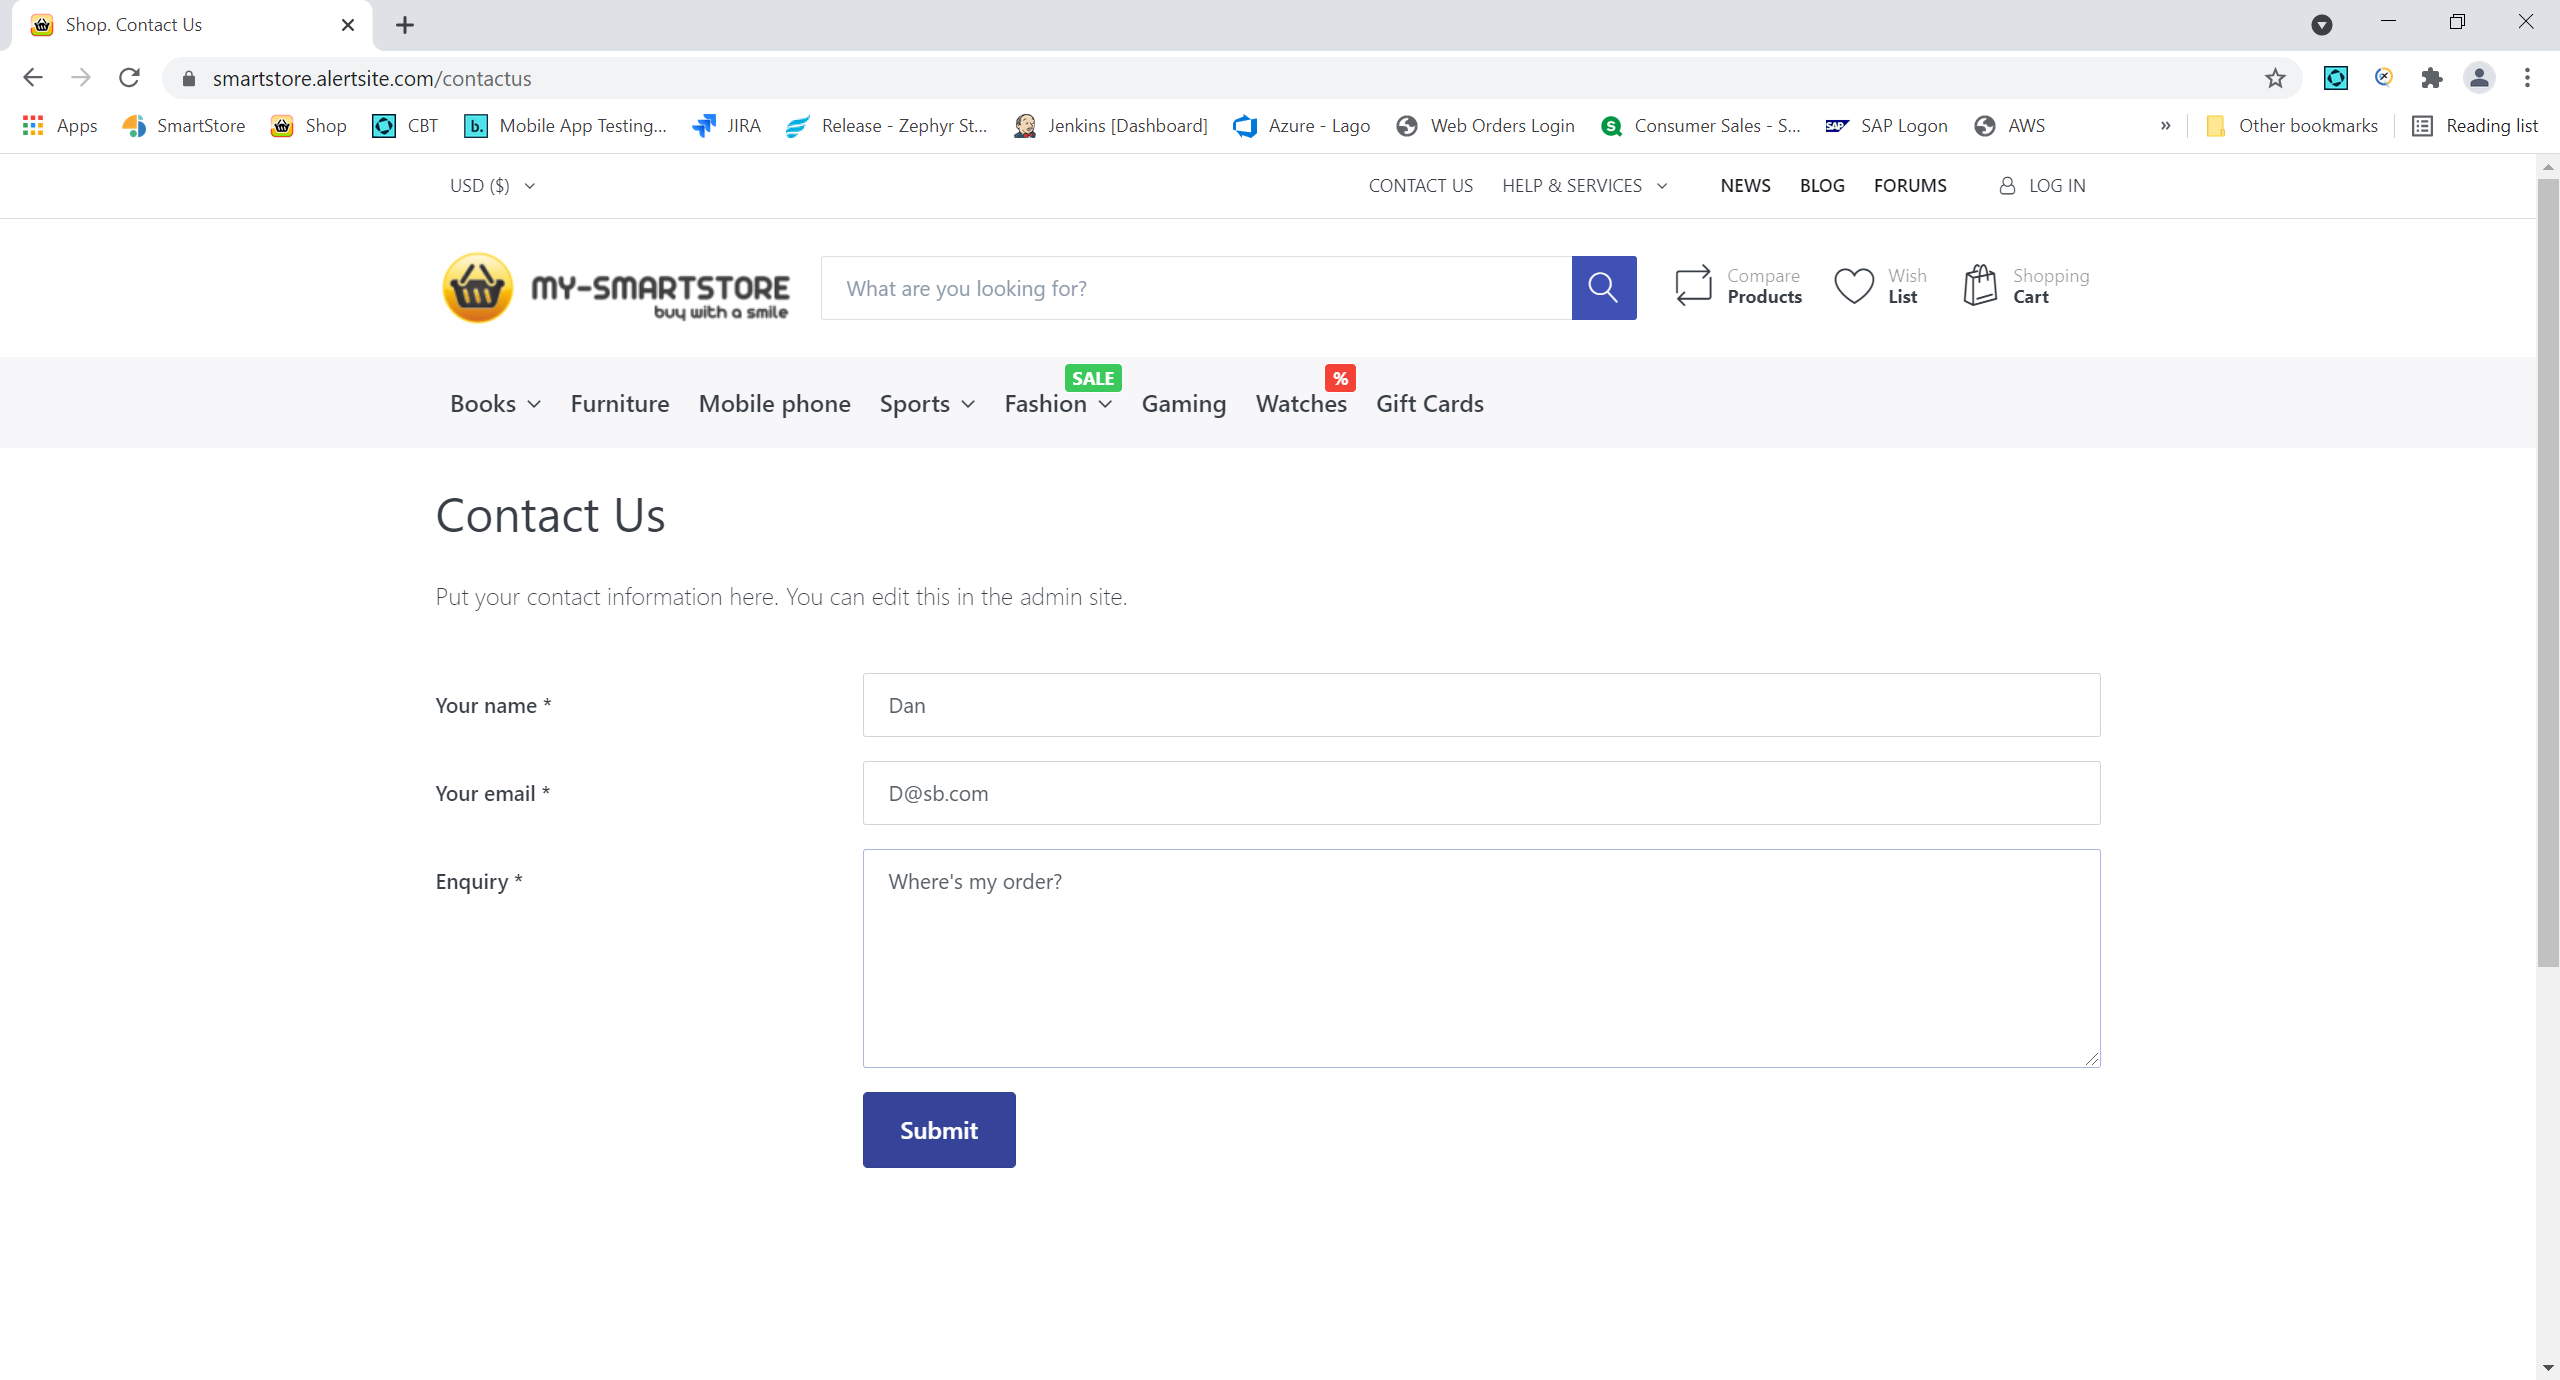 Shop. Contact Us
smartstore.alertsite.com/contactus
Apps SmartStore Shop CBT b. Mobile App Testing... JIRA Release - Zephyr St... Jenkins [Dashboard] Azure - Lago Web Orders Login S Consumer Sales - S... SAP SAP Logon AWS » Other bookmarks Reading list
USD ($) CONTACT US HELP & SERVICES NEWS BLOG FORUMS LOG IN
MY-SMARTSTORE
buy with a smile
What are you looking for?
Compare
Products
Wish
List
Shopping
Cart
SALE %
Books Furniture Mobile phone Sports Fashion Gaming Watches Gift Cards
Contact Us
Put your contact information here. You can edit this in the admin site.
Your name * Dan
Your email * D@sb.com
Enquiry * Where's my order?
Submit